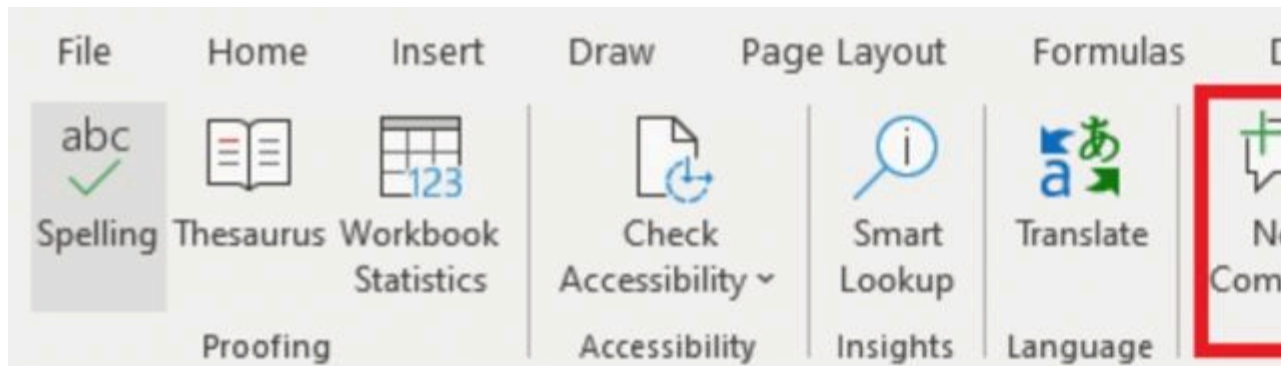 File Home Insert Draw Page Layout Formulas
abc
123
あ
a
Spelling Thesaurus Workbook Check Smart Translate
Statistics Accessibility Lookup
Proofing Accessibility Insights Language